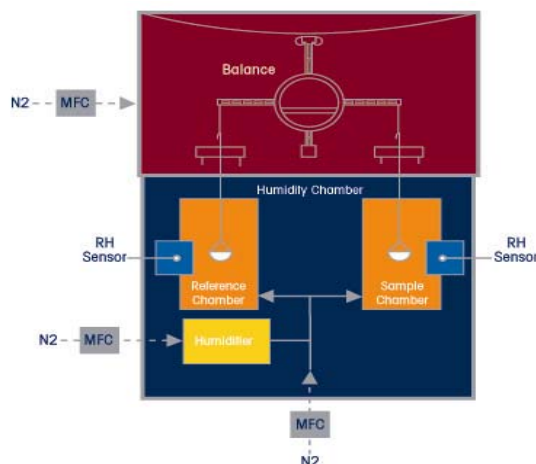 Balance
N2
MFC
Humidity Chamber
RH
Sensor
RH
Sensor
Reference
Chamber
Sample
Chamber
N2
MFC
Humidifier
MFC
N2